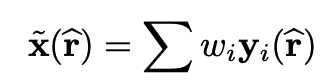 x̃(r̂) = ∑ wᵢyᵢ(r̂)